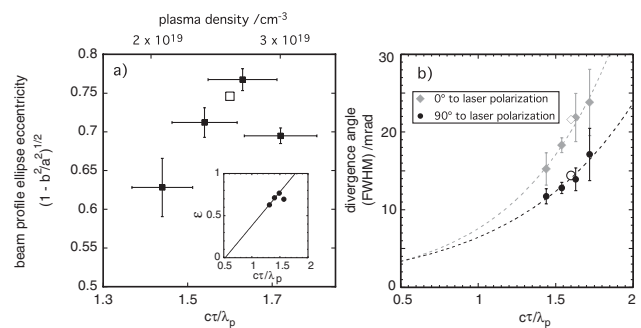 plasma density /cm⁻³
2 x 10¹⁹
3 x 10¹⁹
a)
0.8
0.75
0.7
0.65
0.6
0.55
0.5
beam profile ellipse eccentricity
(1 - b²/a²)^1/2
1.3
1.5
1.7
cτ/λp
ε
1
0.5
0
0.5
1
1.5
2
cτ/λp
b)
30
20
10
0
divergence angle
(FWHM) /mrad
0° to laser polarization
90° to laser polarization
0.5
1
1.5
2
cτ/λp